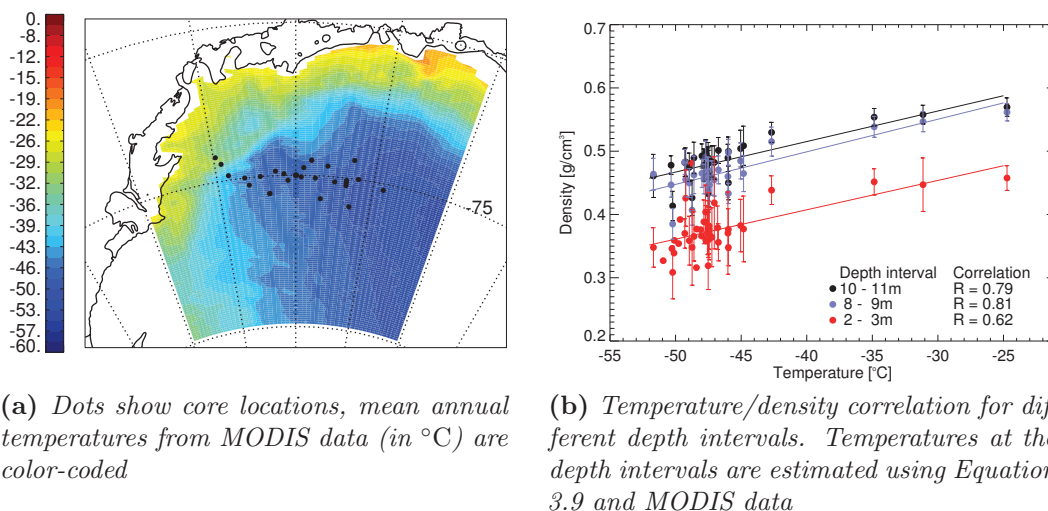 0.
-8.
-12.
-15.
-19.
-22.
-26.
-29.
-32.
-36.
-39.
-43.
-46.
-50.
-53.
-57.
-60.
-75
0.7
0.6
0.5
0.4
0.3
0.2
Density [g/cm³]
Depth interval Correlation
10 - 11m R = 0.79
8 - 9m R = 0.81
2 - 3m R = 0.62
-55 -50 -45 -40 -35 -30 -25
Temperature [°C]
(a) Dots show core locations, mean annual
temperatures from MODIS data (in °C) are
color-coded
(b) Temperature/density correlation for dif
ferent depth intervals. Temperatures at the
depth intervals are estimated using Equation
3.9 and MODIS data